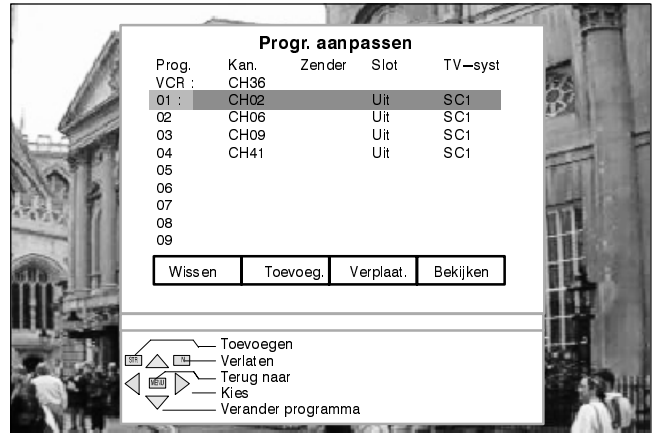 Progr. aanpassen
Prog. Kan. Zender Slot TV–syst
VCR : CH36
01 : CH02 Uit SC1
02 CH06 Uit SC1
03 CH09 Uit SC1
04 CH41 Uit SC1
05
06
07
08
09
Wissen Toevoeg. Verplaat. Bekijken
Toevoegen
STR N Verlaten
Terug naar
MENU Kies
Verander programma